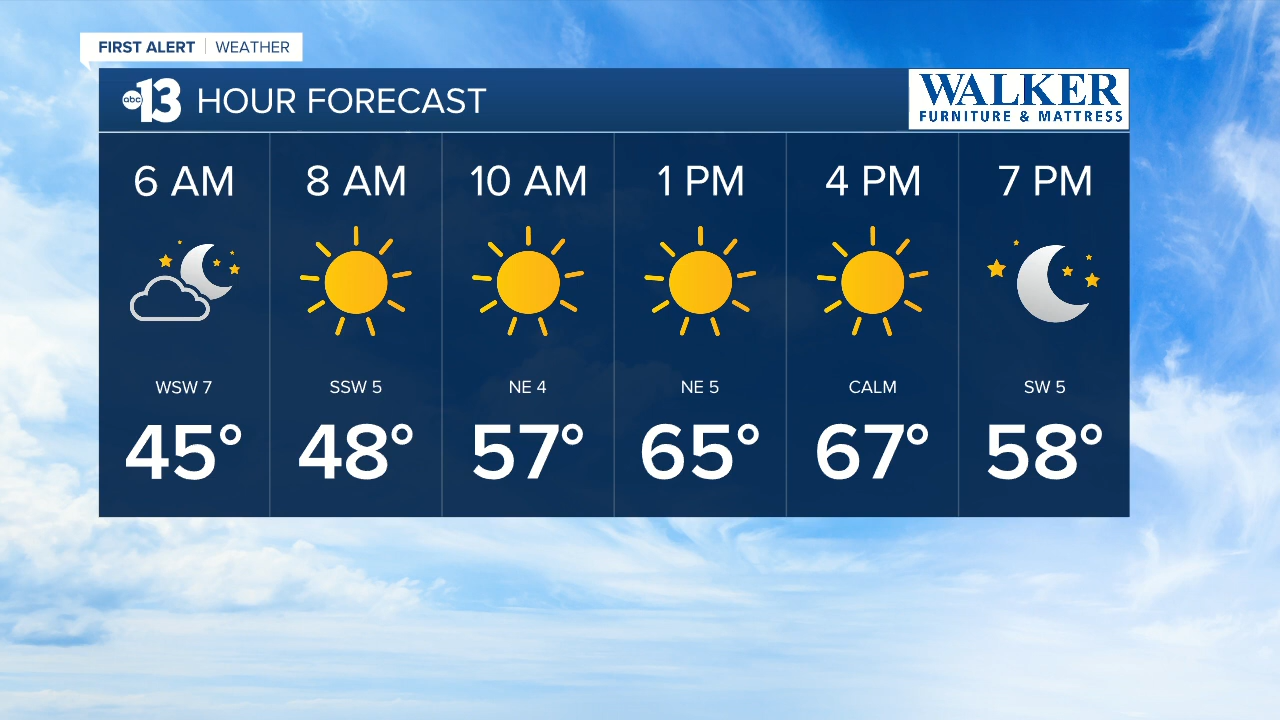 FIRST ALERT | WEATHER
abc 13 HOUR FORECAST
WALKER
FURNITURE & MATTRESS
6 AM 8 AM 10 AM 1 PM 4 PM 7 PM
WSW 7 SSW 5 NE 4 NE 5 CALM SW 5
45° 48° 57° 65° 67° 58°